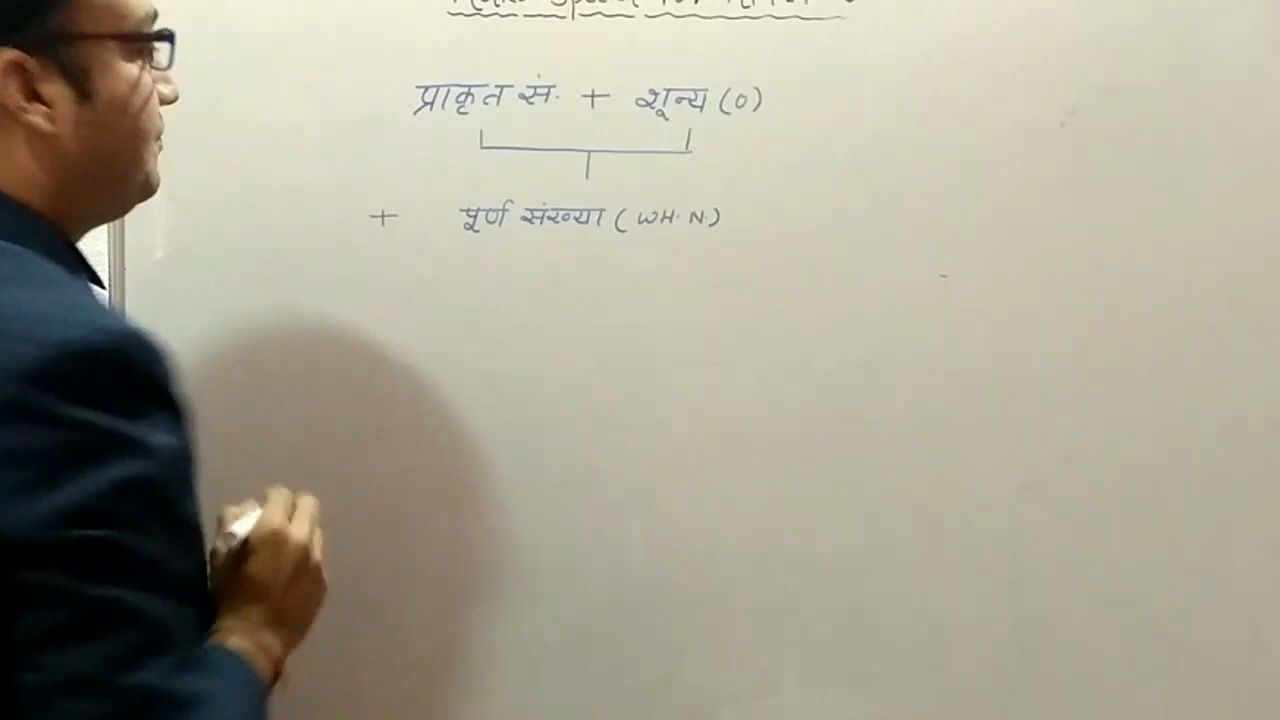 प्राकृत सं. + शून्य (0)
+ पूर्ण संख्या (WH. N.)